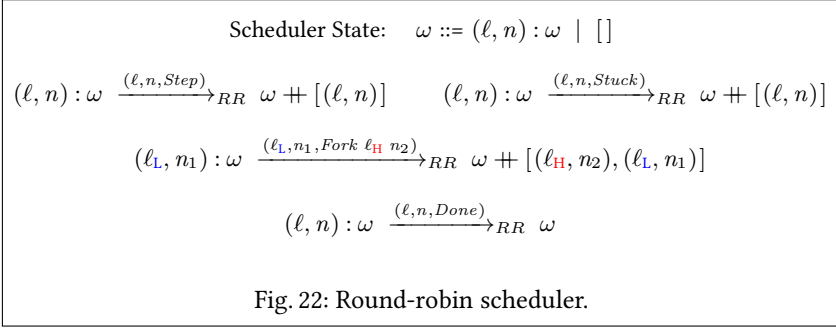 Scheduler State: ω ::= (ℓ, n) : ω | [ ]
(ℓ, n) : ω —(ℓ,n,Step)→RR ω ++ [(ℓ, n)] (ℓ, n) : ω —(ℓ,n,Stuck)→RR ω ++ [(ℓ, n)]
(ℓL, n1) : ω —(ℓL,n1,Fork ℓH n2)→RR ω ++ [(ℓH, n2), (ℓL, n1)]
(ℓ, n) : ω —(ℓ,n,Done)→RR ω
Fig. 22: Round-robin scheduler.